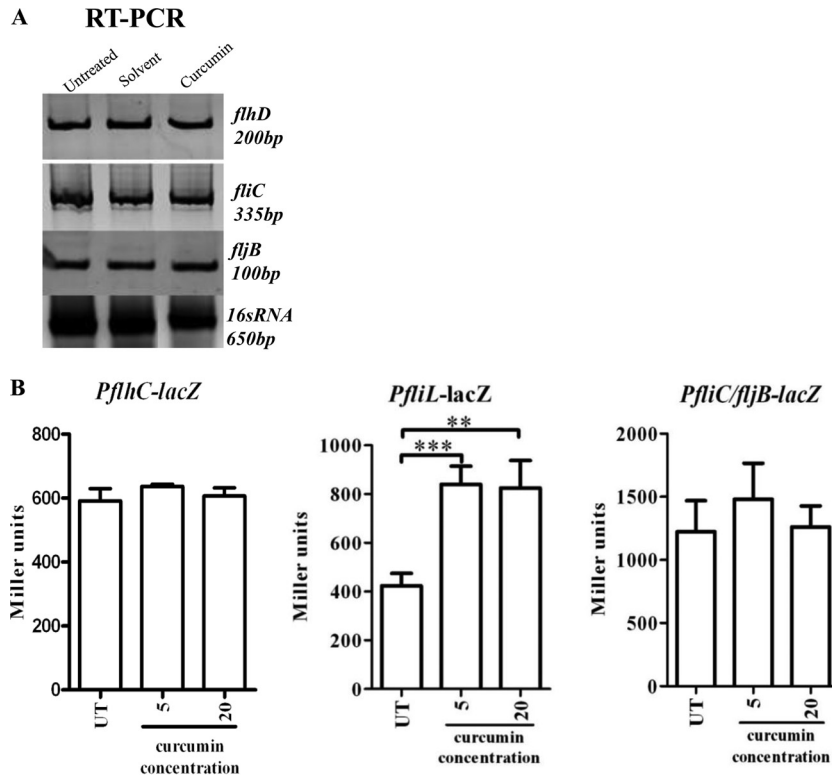 A
RT-PCR
Untreated
Solvent
Curcumin
flhD
200bp
fliC
335bp
fljB
100bp
16sRNA
650bp
B
PflhC-lacZ
Miller units
800
600
400
200
0
UT
5
20
curcumin
concentration
PfliL-lacZ
**
***
Miller units
1000
800
600
400
200
0
UT
5
20
curcumin
concentration
PfliC/fljB-lacZ
Miller units
2000
1500
1000
500
0
UT
5
20
curcumin
concentration